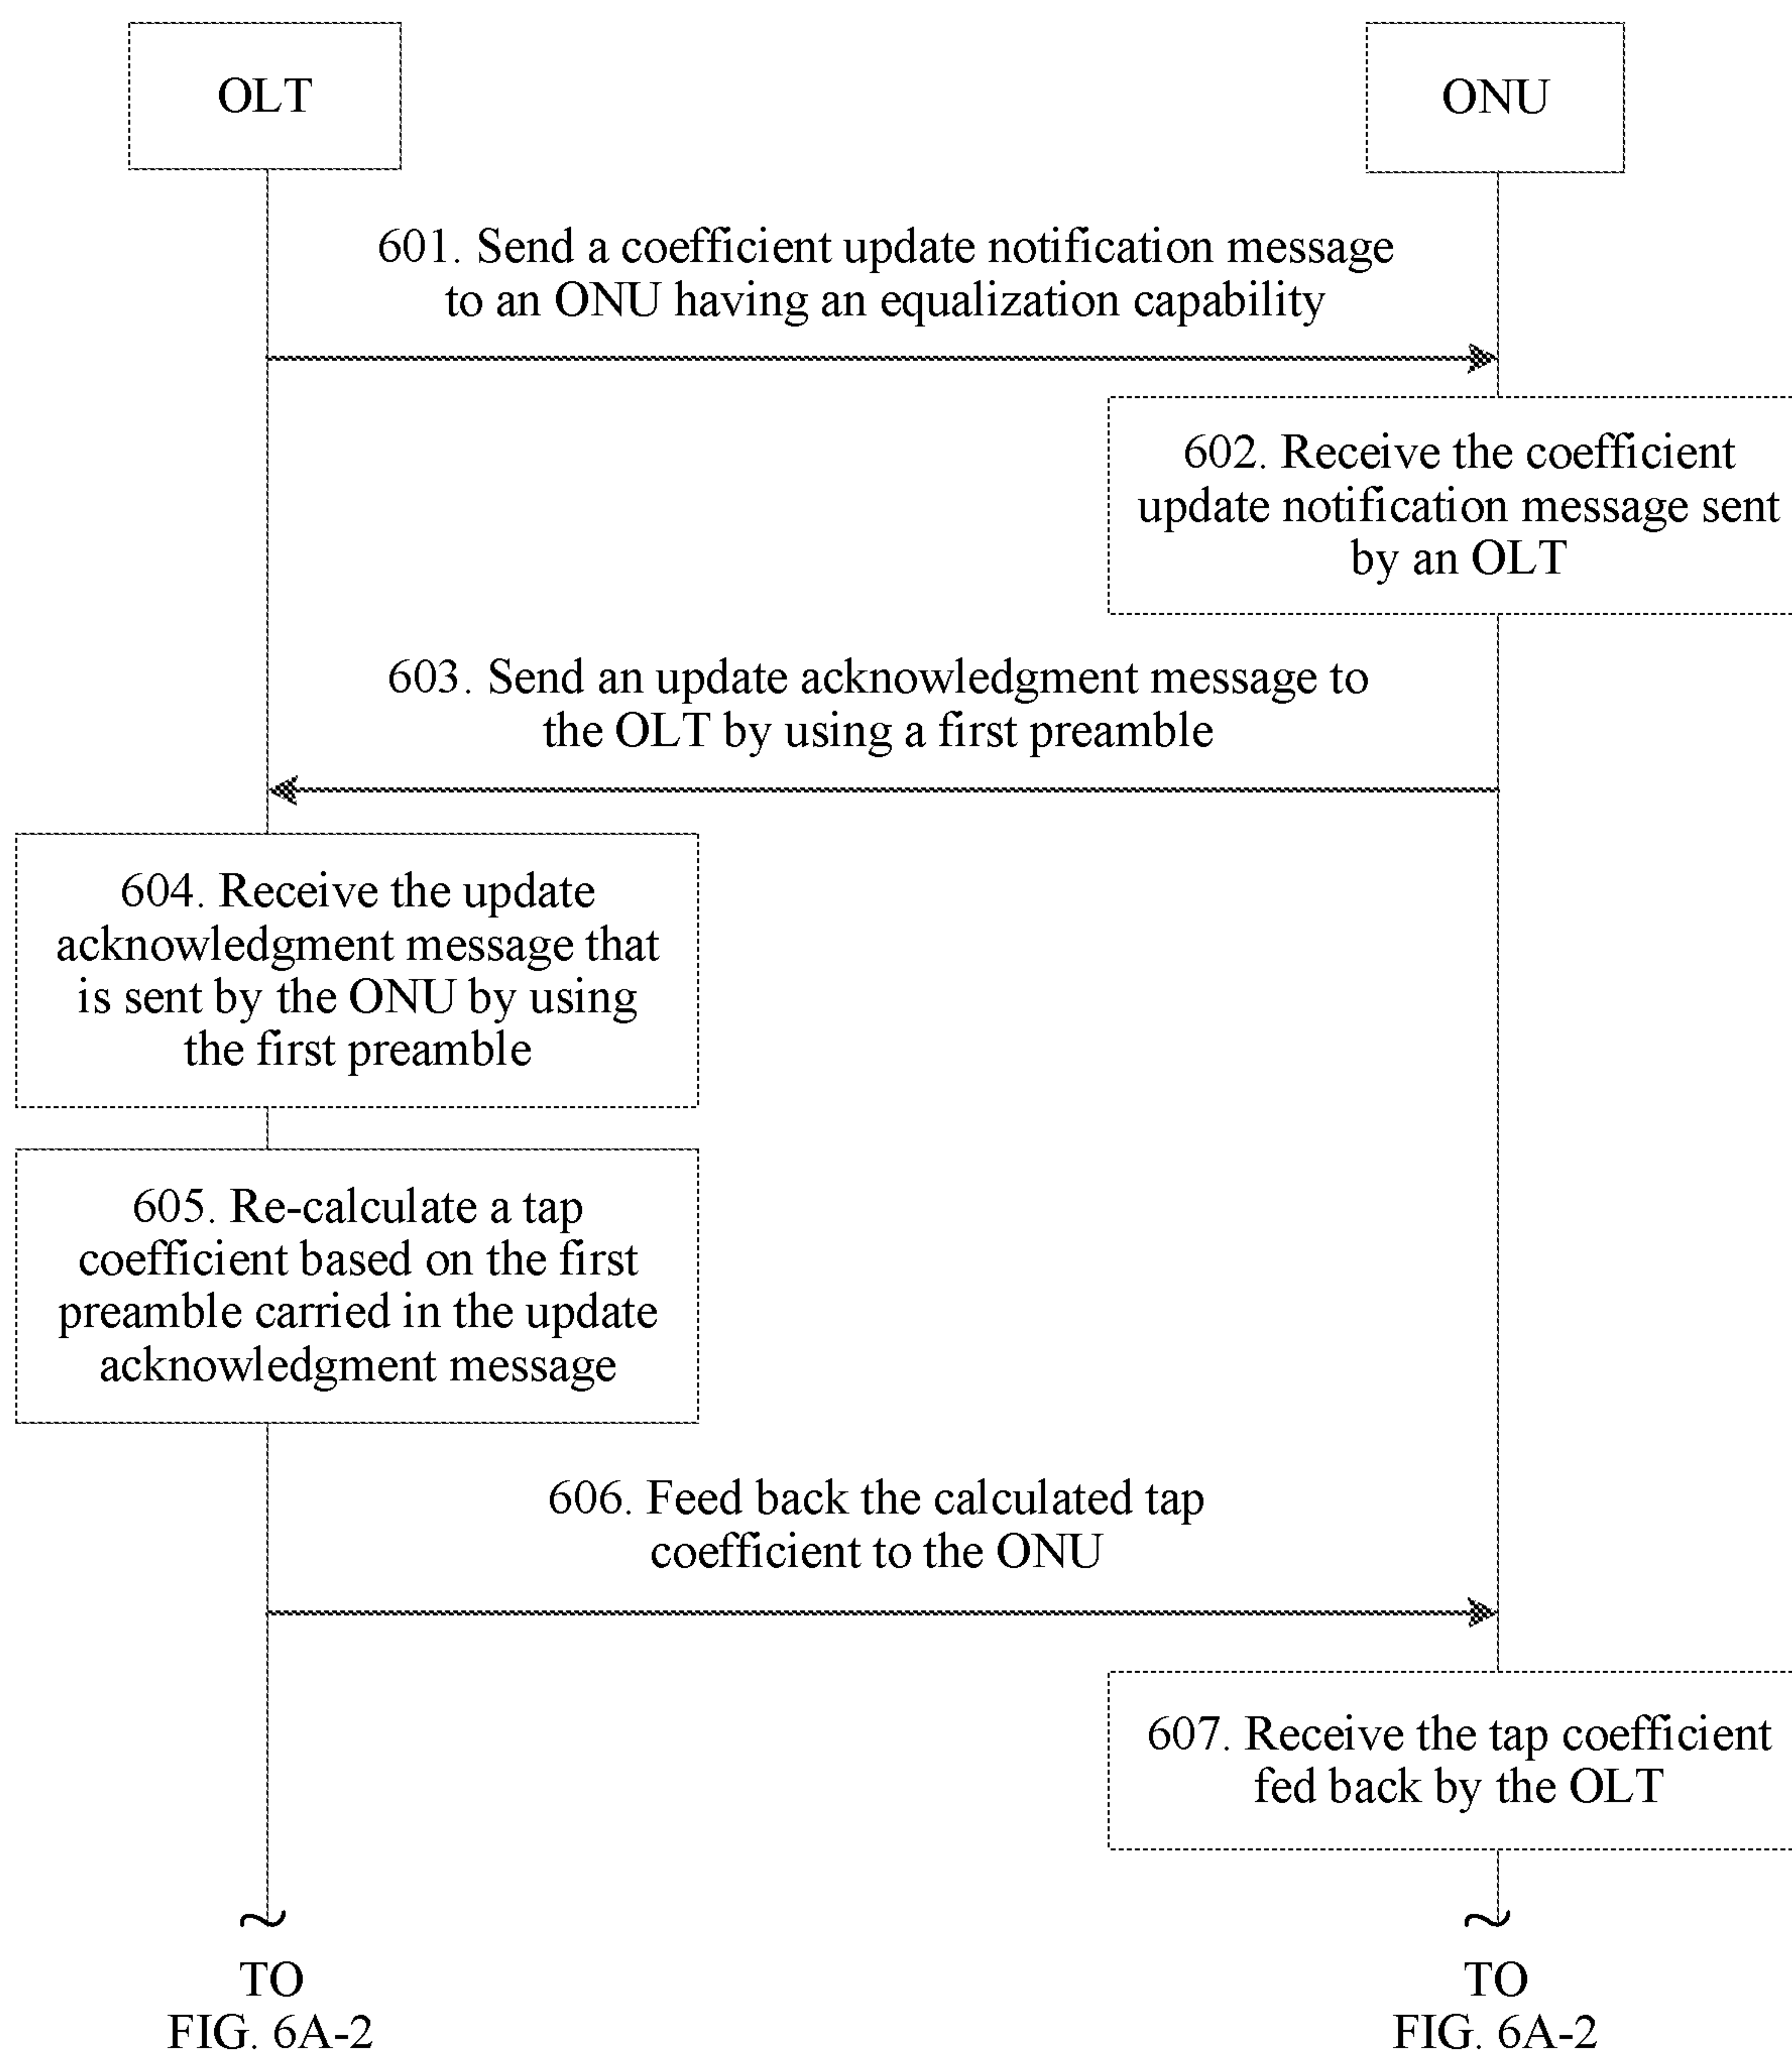 OLT
ONU
601. Send a coefficient update notification message
to an ONU having an equalization capability
602. Receive the coefficient
update notification message sent
by an OLT
603. Send an update acknowledgment message to
the OLT by using a first preamble
604. Receive the update
acknowledgment message that
is sent by the ONU by using
the first preamble
605. Re-calculate a tap
coefficient based on the first
preamble carried in the update
acknowledgment message
606. Feed back the calculated tap
coefficient to the ONU
607. Receive the tap coefficient
fed back by the OLT
TO
FIG. 6A-2
TO
FIG. 6A-2